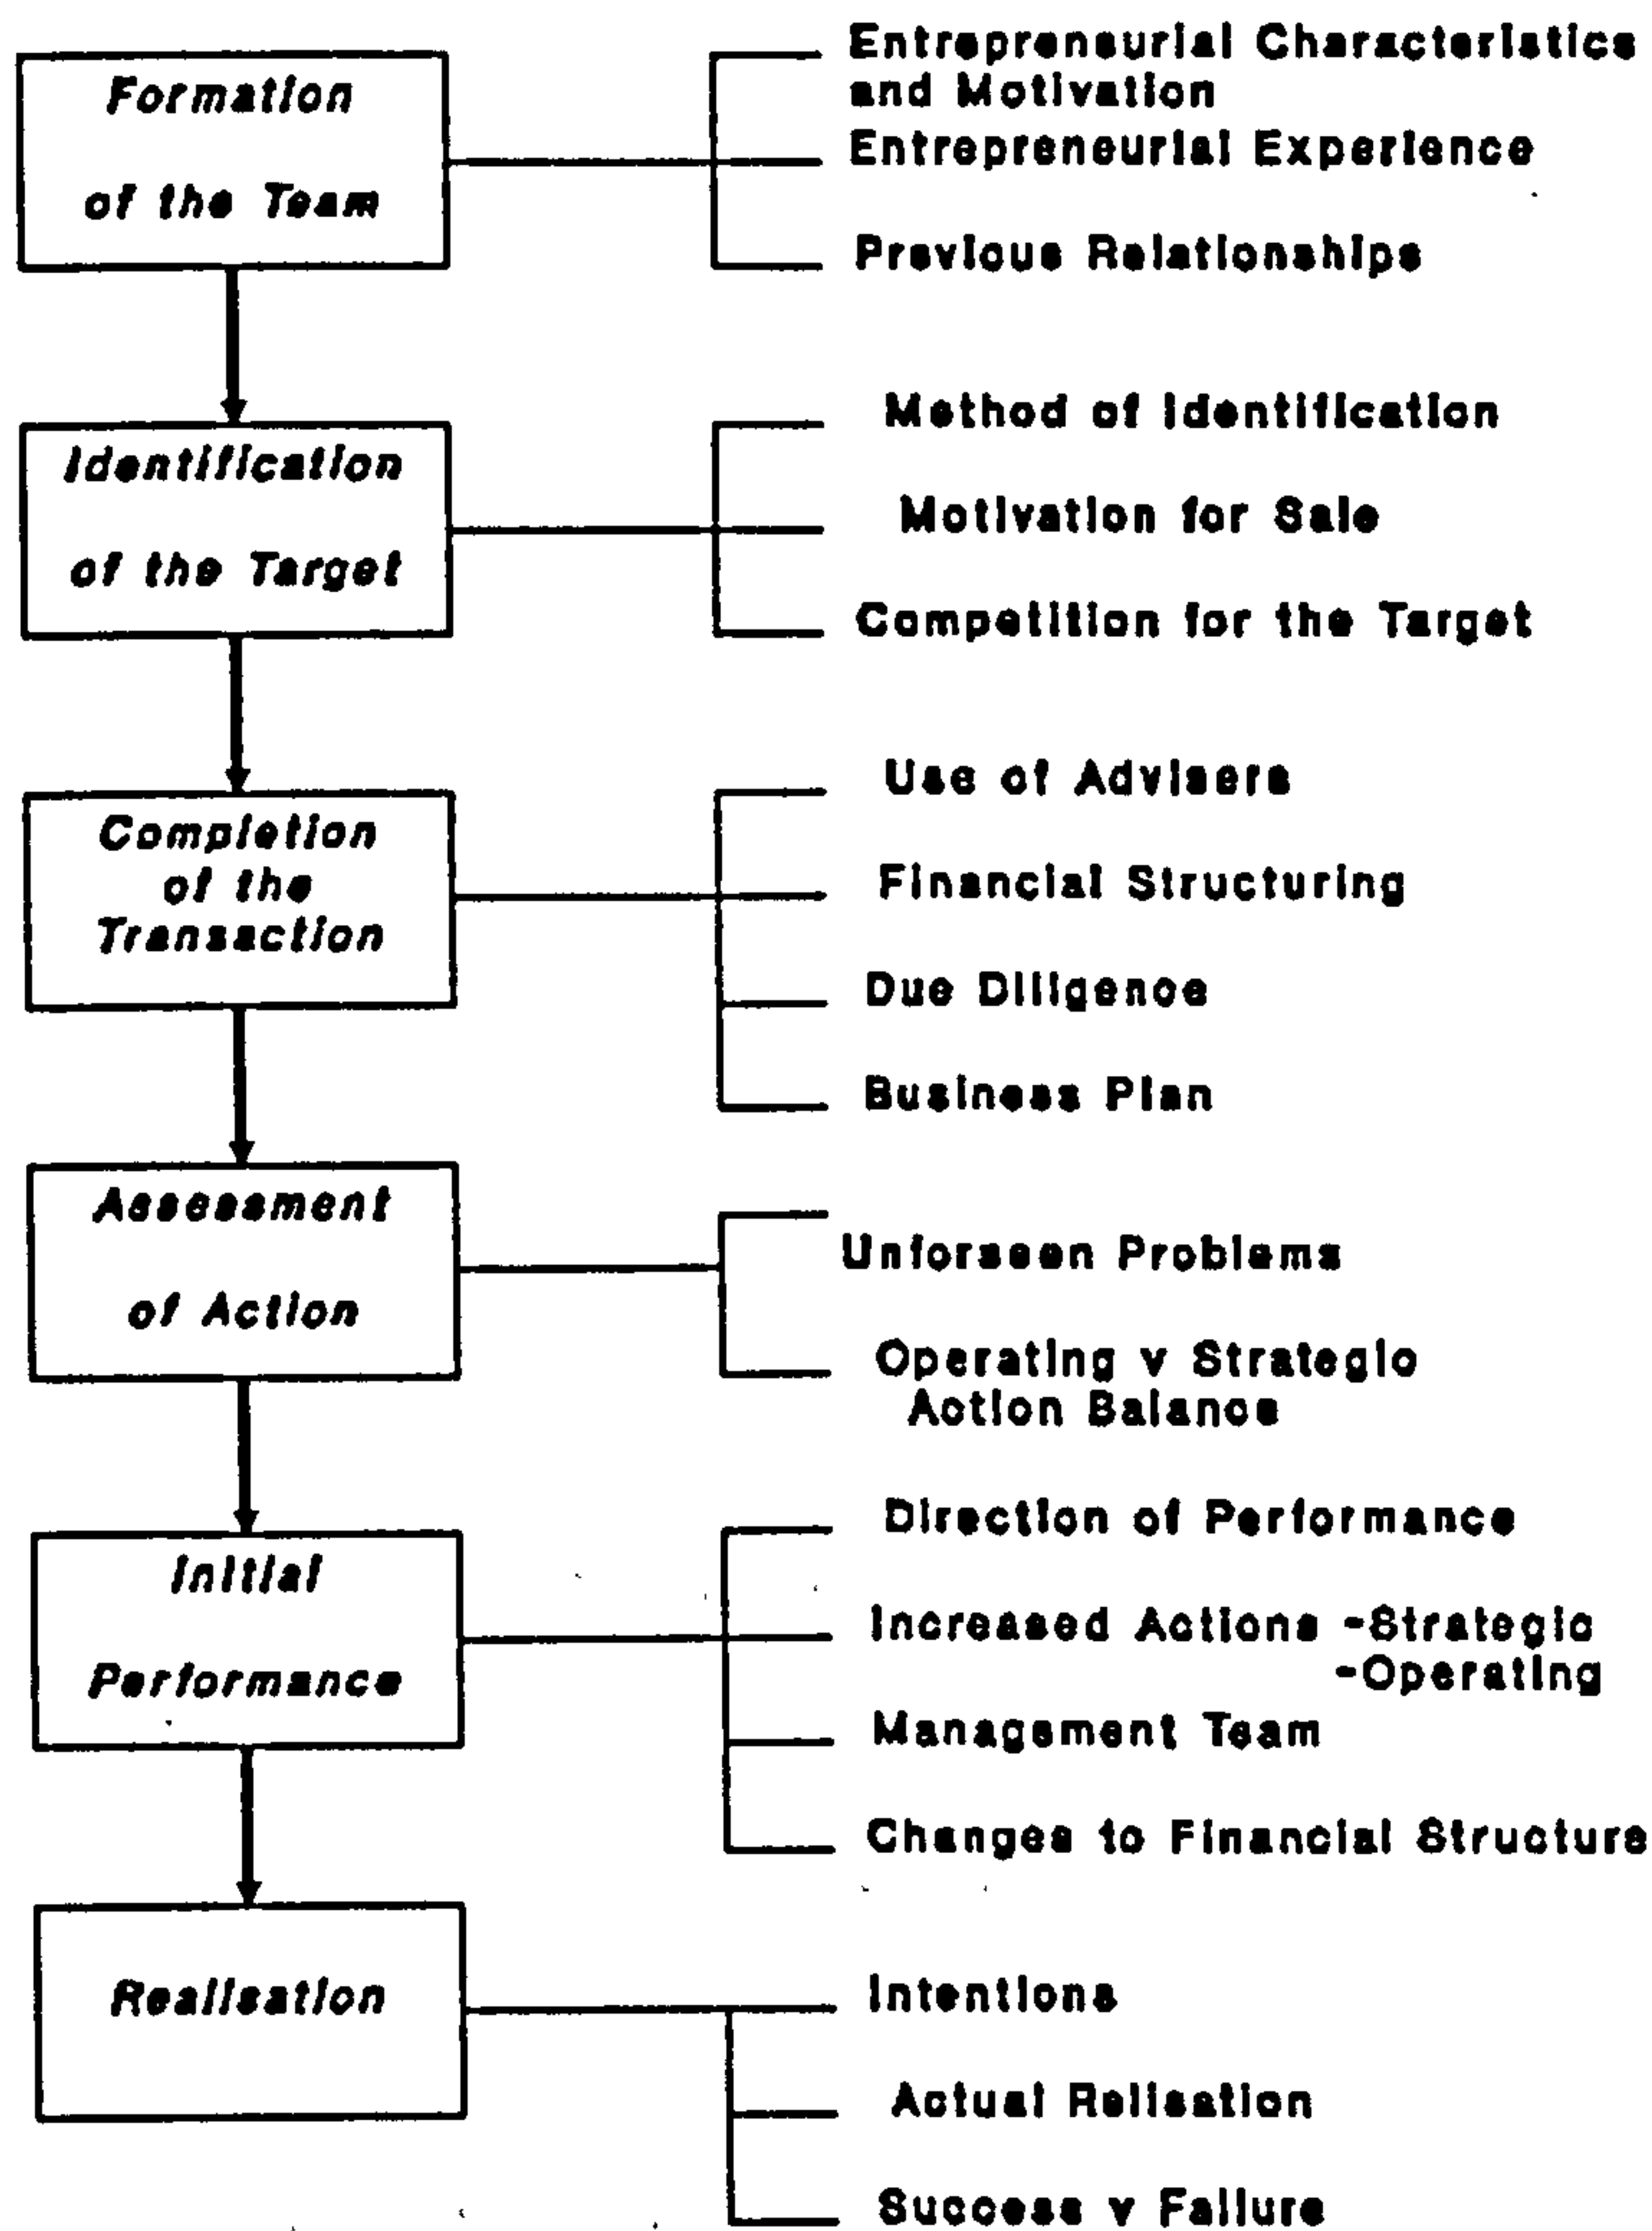 Formation
of the Team
Entrepreneurial Characteristics
and Motivation
Entrepreneurial Experience
Previous Relationships
Identification
of the Target
Method of Identification
Motivation for Sale
Competition for the Target
Completion
of the
Transaction
Use of Advisers
Financial Structuring
Due Diligence
Business Plan
Assessment
of Action
Unforseen Problems
Operating v Strategic
Action Balance
Initial
Performance
Direction of Performance
Increased Actions -Strategic
-Operating
Management Team
Changes to Financial Structure
Realisation
Intentions
Actual Relisation
Success v Failure